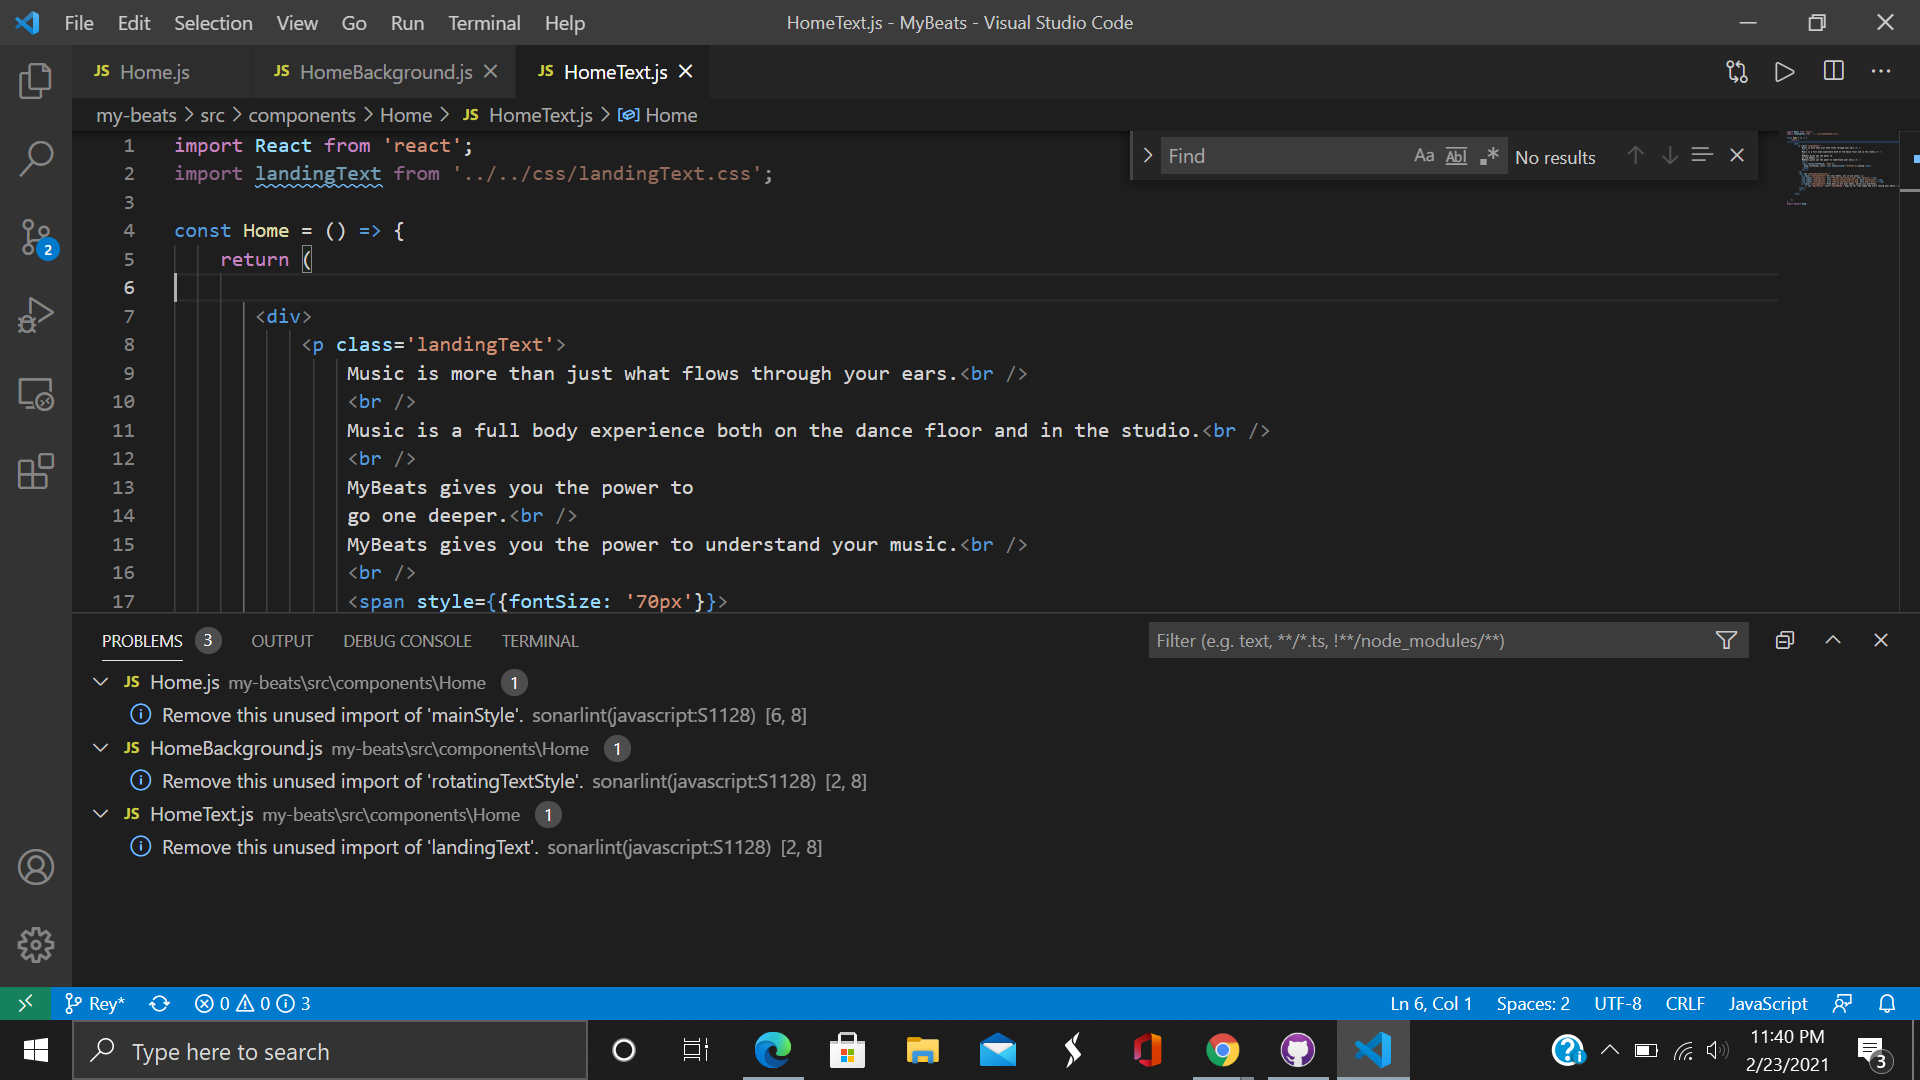 File Edit Selection View Go Run Terminal Help HomeText.js - MyBeats - Visual Studio Code
JS Home.js JS HomeBackground.js JS HomeText.js
my-beats > src > components > Home > JS HomeText.js > Home
1 import React from 'react';
2 import landingText from '../../css/landingText.css';
3
4 const Home = () => {
5 return (
6
7 <div>
8 <p class='landingText'>
9 Music is more than just what flows through your ears.<br />
10 <br />
11 Music is a full body experience both on the dance floor and in the studio.<br />
12 <br />
13 MyBeats gives you the power to
14 go one deeper.<br />
15 MyBeats gives you the power to understand your music.<br />
16 <br />
17 <span style={{fontSize: '70px'}}>
Find Aa Abl .* No results
2
PROBLEMS 3 OUTPUT DEBUG CONSOLE TERMINAL Filter (e.g. text, **/*.ts, !**/node_modules/**)
JS Home.js my-beats\src\components\Home 1
Remove this unused import of 'mainStyle'. sonarlint(javascript:S1128) [6, 8]
JS HomeBackground.js my-beats\src\components\Home 1
Remove this unused import of 'rotatingTextStyle'. sonarlint(javascript:S1128) [2, 8]
JS HomeText.js my-beats\src\components\Home 1
Remove this unused import of 'landingText'. sonarlint(javascript:S1128) [2, 8]
Rey* 0 0 3 Ln 6, Col 1 Spaces: 2 UTF-8 CRLF JavaScript
Type here to search
11:40 PM
2/23/2021
3